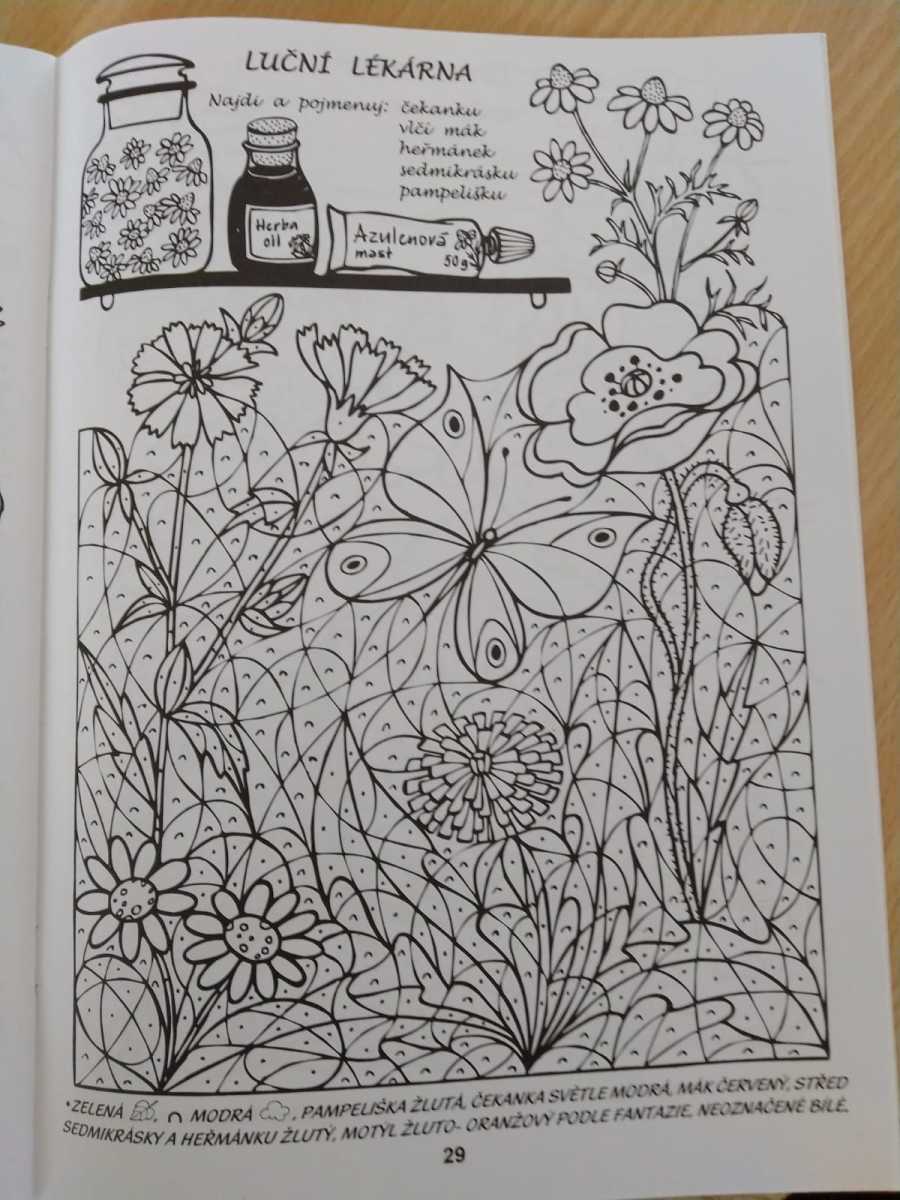 LUČNÍ LÉKÁRNA
Najdi a pojmenuj: čekanku
vlčí mák
heřmánek
sedmikrásku
pampelišku
Herba
oil
Azulenová
mast 50g
•ZELENÁ , MODRÁ , PAMPELIŠKA ŽLUTÁ, ČEKANKA SVĚTLE MODRÁ, MÁK ČERVENÝ, STŘED
SEDMIKRÁSKY A HEŘMÁNKU ŽLUTÝ, MOTÝL ŽLUTO- ORANŽOVÝ PODLE FANTAZIE, NEOZNAČENÉ BÍLÉ.
29